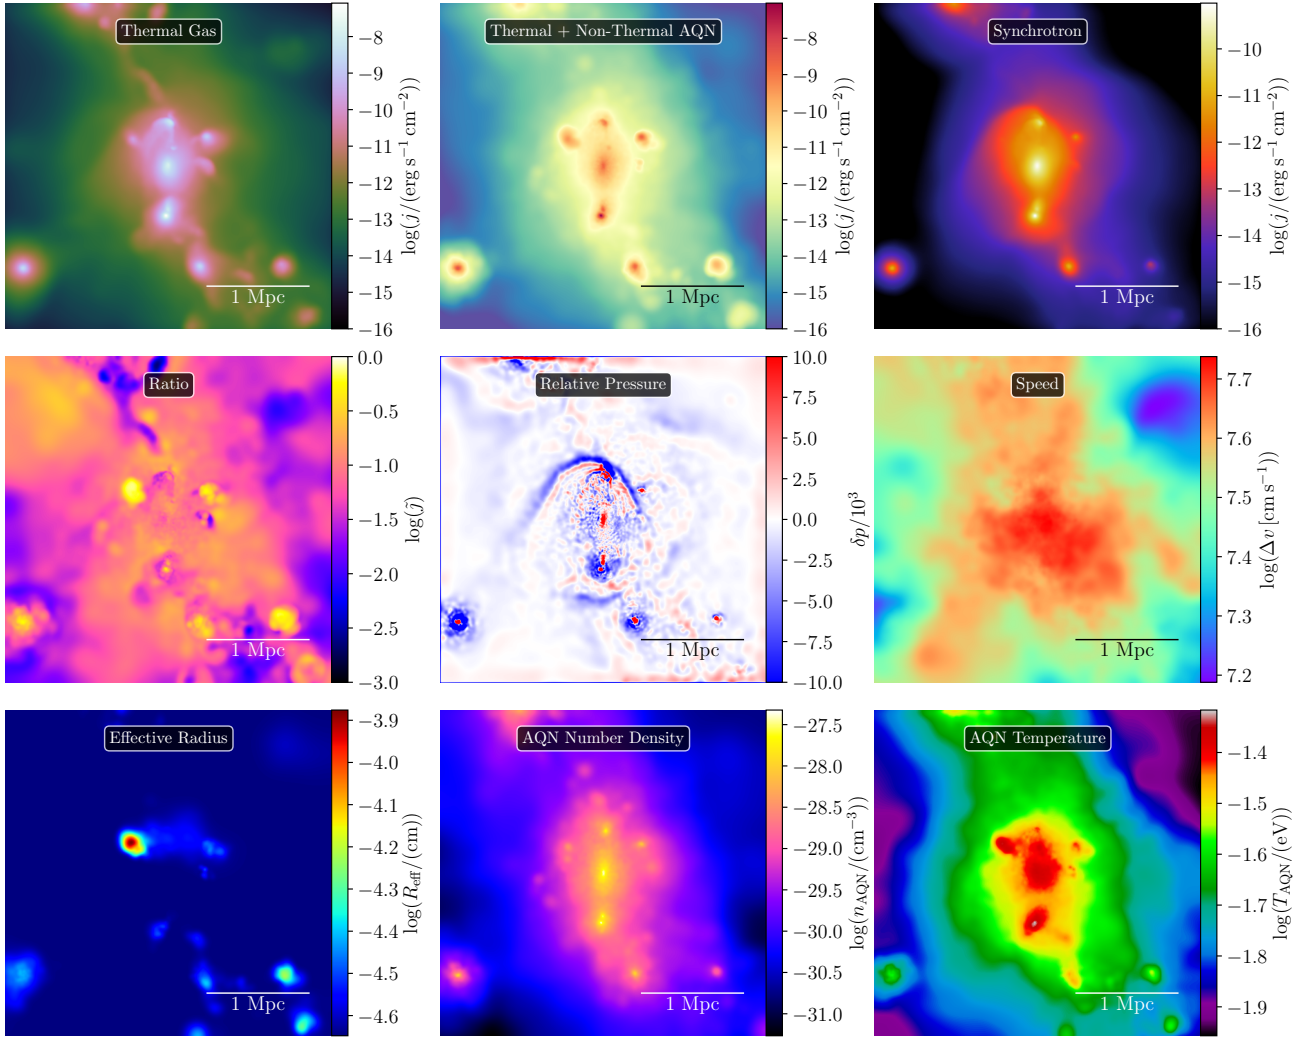 Thermal Gas
1 Mpc
−8
−9
−10
−11
−12
−13
−14
−15
−16
log(j/(erg s⁻¹ cm⁻²)
Thermal + Non-Thermal AQN
1 Mpc
−8
−9
−10
−11
−12
−13
−14
−15
−16
log(j/(erg s⁻¹ cm⁻²)
Synchrotron
1 Mpc
−10
−11
−12
−13
−14
−15
−16
log(j/(erg s⁻¹ cm⁻²)
Ratio
1 Mpc
0.0
−0.5
−1.0
−1.5
−2.0
−2.5
−3.0
log(j)
Relative Pressure
1 Mpc
10.0
7.5
5.0
2.5
0.0
−2.5
−5.0
−7.5
−10.0
δp/10³
Speed
1 Mpc
7.7
7.6
7.5
7.4
7.3
7.2
log(Δv [cm s⁻¹))
Effective Radius
1 Mpc
−3.9
−4.0
−4.1
−4.2
−4.3
−4.4
−4.5
−4.6
log(R_eff/(cm))
AQN Number Density
1 Mpc
−27.5
−28.0
−28.5
−29.0
−29.5
−30.0
−30.5
−31.0
log(n_AQN/(cm⁻³)
AQN Temperature
1 Mpc
−1.4
−1.5
−1.6
−1.7
−1.8
−1.9
log(T_AQN/(eV)